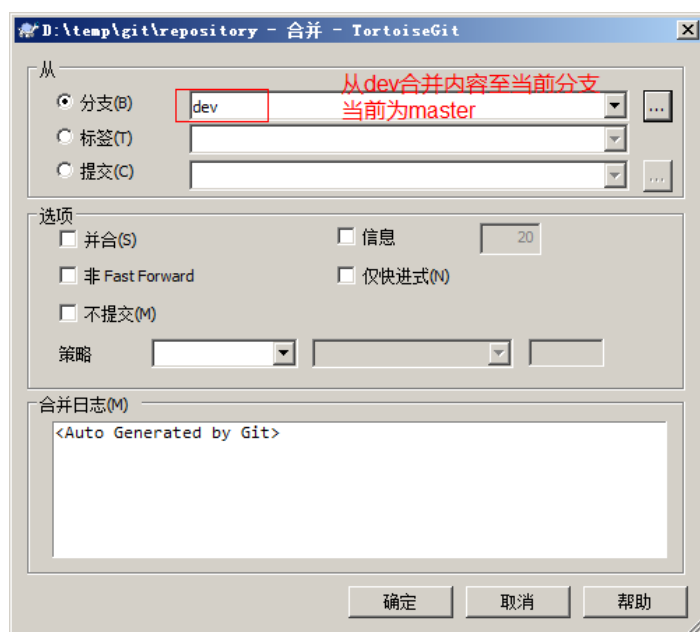 D:\temp\git\repository - 合并 - TortoiseGit
从
从dev合并内容至当前分支
分支(B) dev ...
当前为master
标签(T)
提交(C) ...
选项
并合(S) 信息 20
非 Fast Forward 仅快进式(N)
不提交(M)
策略
合并日志(M)
<Auto Generated by Git>
确定 取消 帮助